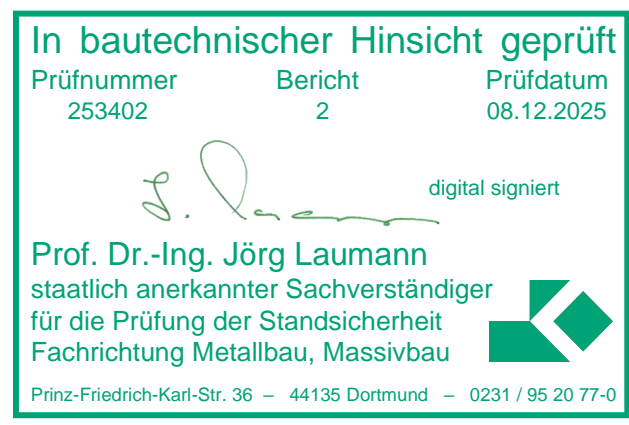 In bautechnischer Hinsicht geprüft
Prüfnummer Bericht Prüfdatum
253402 2 08.12.2025
digital signiert
Prof. Dr.-Ing. Jörg Laumann
staatlich anerkannter Sachverständiger
für die Prüfung der Standsicherheit
Fachrichtung Metallbau, Massivbau
Prinz-Friedrich-Karl-Str. 36 – 44135 Dortmund – 0231 / 95 20 77-0